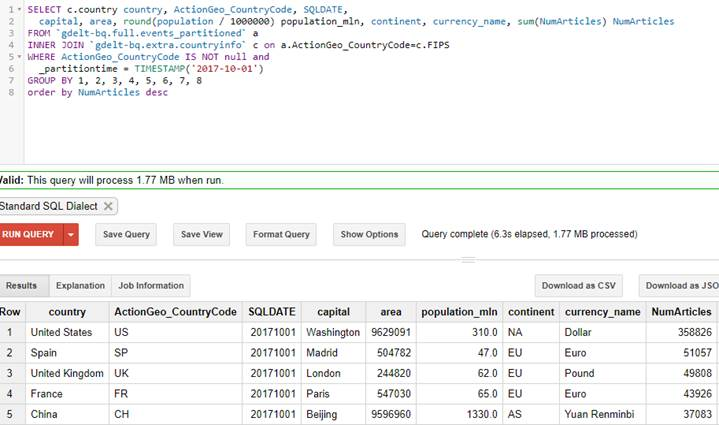 1 SELECT c.country country, ActionGeo_CountryCode, SQLDATE,
2 capital, area, round(population / 1000000) population_mln, continent, currency_name, sum(NumArticles) NumArticles
3 FROM `gdelt-bq.full.events_partitioned` a
4 INNER JOIN `gdelt-bq.extra.countryinfo` c on a.ActionGeo_CountryCode=c.FIPS
5 WHERE ActionGeo_CountryCode IS NOT null and
6 _partitiontime = TIMESTAMP('2017-10-01')
7 GROUP BY 1, 2, 3, 4, 5, 6, 7, 8
8 order by NumArticles desc
Valid: This query will process 1.77 MB when run.
Standard SQL Dialect
RUN QUERY Save Query Save View Format Query Show Options Query complete (6.3s elapsed, 1.77 MB processed)
Results Explanation Job Information Download as CSV Download as JSO
Row country ActionGeo_CountryCode SQLDATE capital area population_mln continent currency_name NumArticles
1 United States US 20171001 Washington 9629091 310.0 NA Dollar 358826
2 Spain SP 20171001 Madrid 504782 47.0 EU Euro 51057
3 United Kingdom UK 20171001 London 244820 62.0 EU Pound 49808
4 France FR 20171001 Paris 547030 65.0 EU Euro 43926
5 China CH 20171001 Beijing 9596960 1330.0 AS Yuan Renminbi 37083